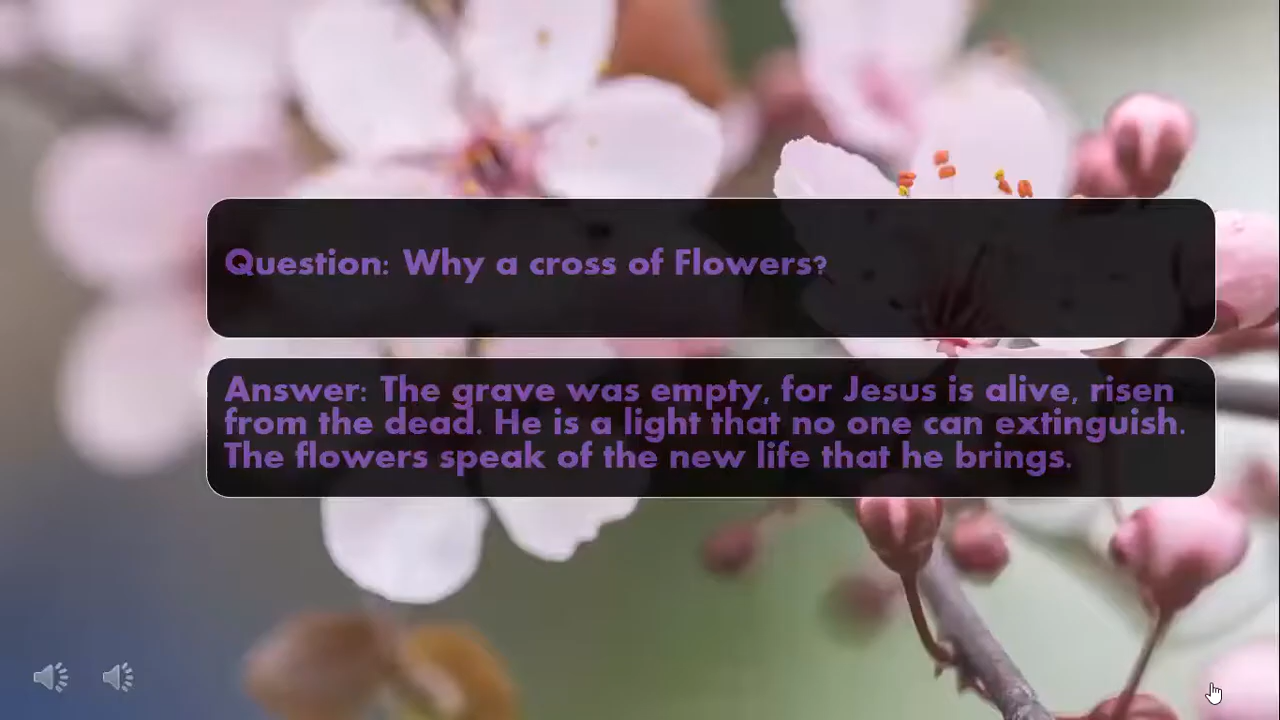 Question: Why a cross of Flowers?
Answer: The grave was empty, for Jesus is alive, risen
from the dead. He is a light that no one can extinguish.
The flowers speak of the new life that he brings.